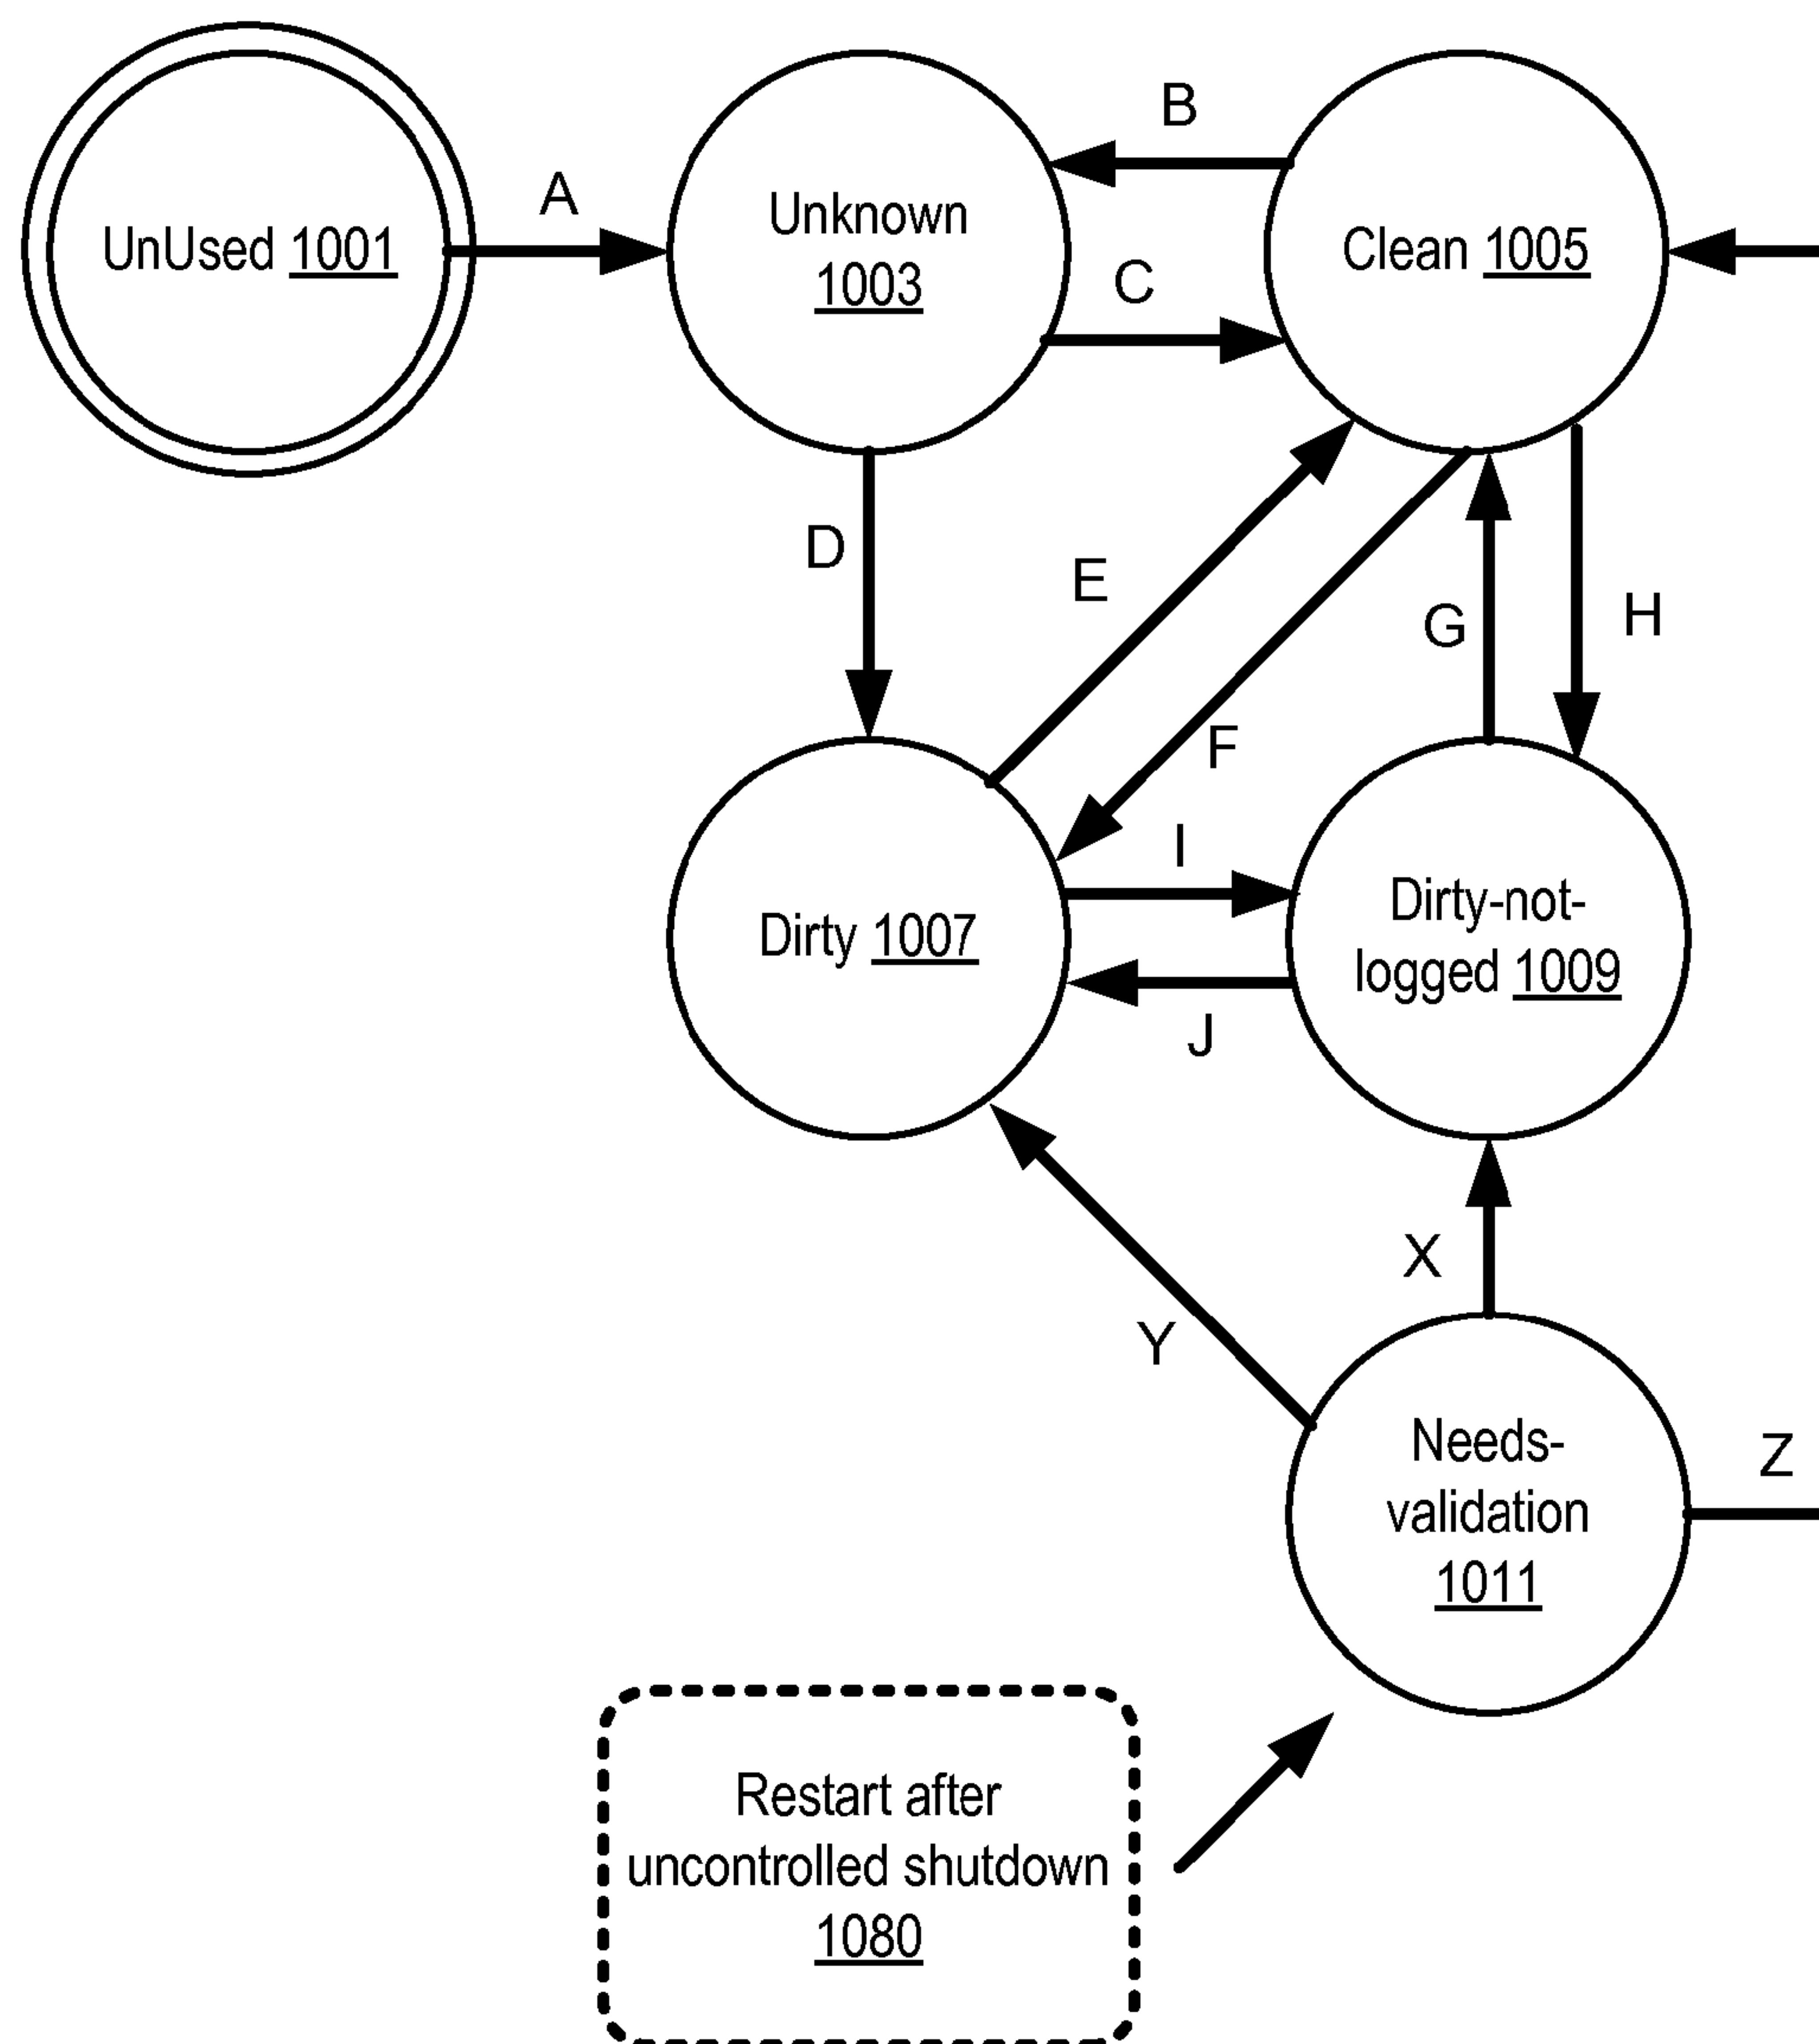 B
A
UnUsed 1001
Unknown
1003
Clean 1005
C
D
E
G
H
F
I
Dirty 1007
Dirty-not-
logged 1009
J
X
Y
Needs-
validation
1011
Z
Restart after
uncontrolled shutdown
1080